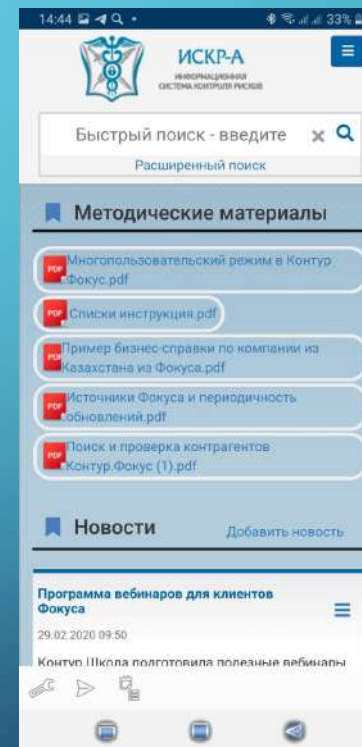 14:44
33%
ИСКР-А
ИНФОРМАЦИОННАЯ
СИСТЕМА КОНТРОЛЯ РИСКОВ
Быстрый поиск - введите
Расширенный поиск
Методические материалы
Многопользовательский режим в Контур
Фокус.pdf
Списки инструкция.pdf
Пример бизнес-справки по компании из
Казахстана из Фокуса.pdf
Источники Фокуса и периодичность
обновлений.pdf
Поиск и проверка контрагентов
Контур.Фокус (1).pdf
Новости
Добавить новость
Программа вебинаров для клиентов
Фокуса
29.02.2020 09:50
Контур.Школа подготовила полезные вебинары